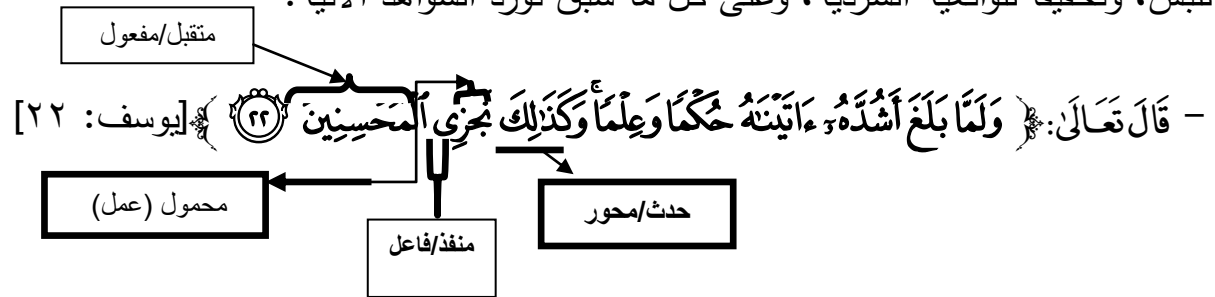 متقبل/مفعول
– قَالَ تَعَالَىٰ: ﴿ وَلَمَّا بَلَغَ أَشُدَّهُۥٓ ءَاتَيْنَٰهُ حُكْمًا وَعِلْمًاۚ وَكَذَٰلِكَ نَجْزِى ٱلْمُحْسِنِينَ ٢٢ ﴾[يوسف: ٢٢]
محمول (عمل)
منفذ/فاعل
حدث/محور